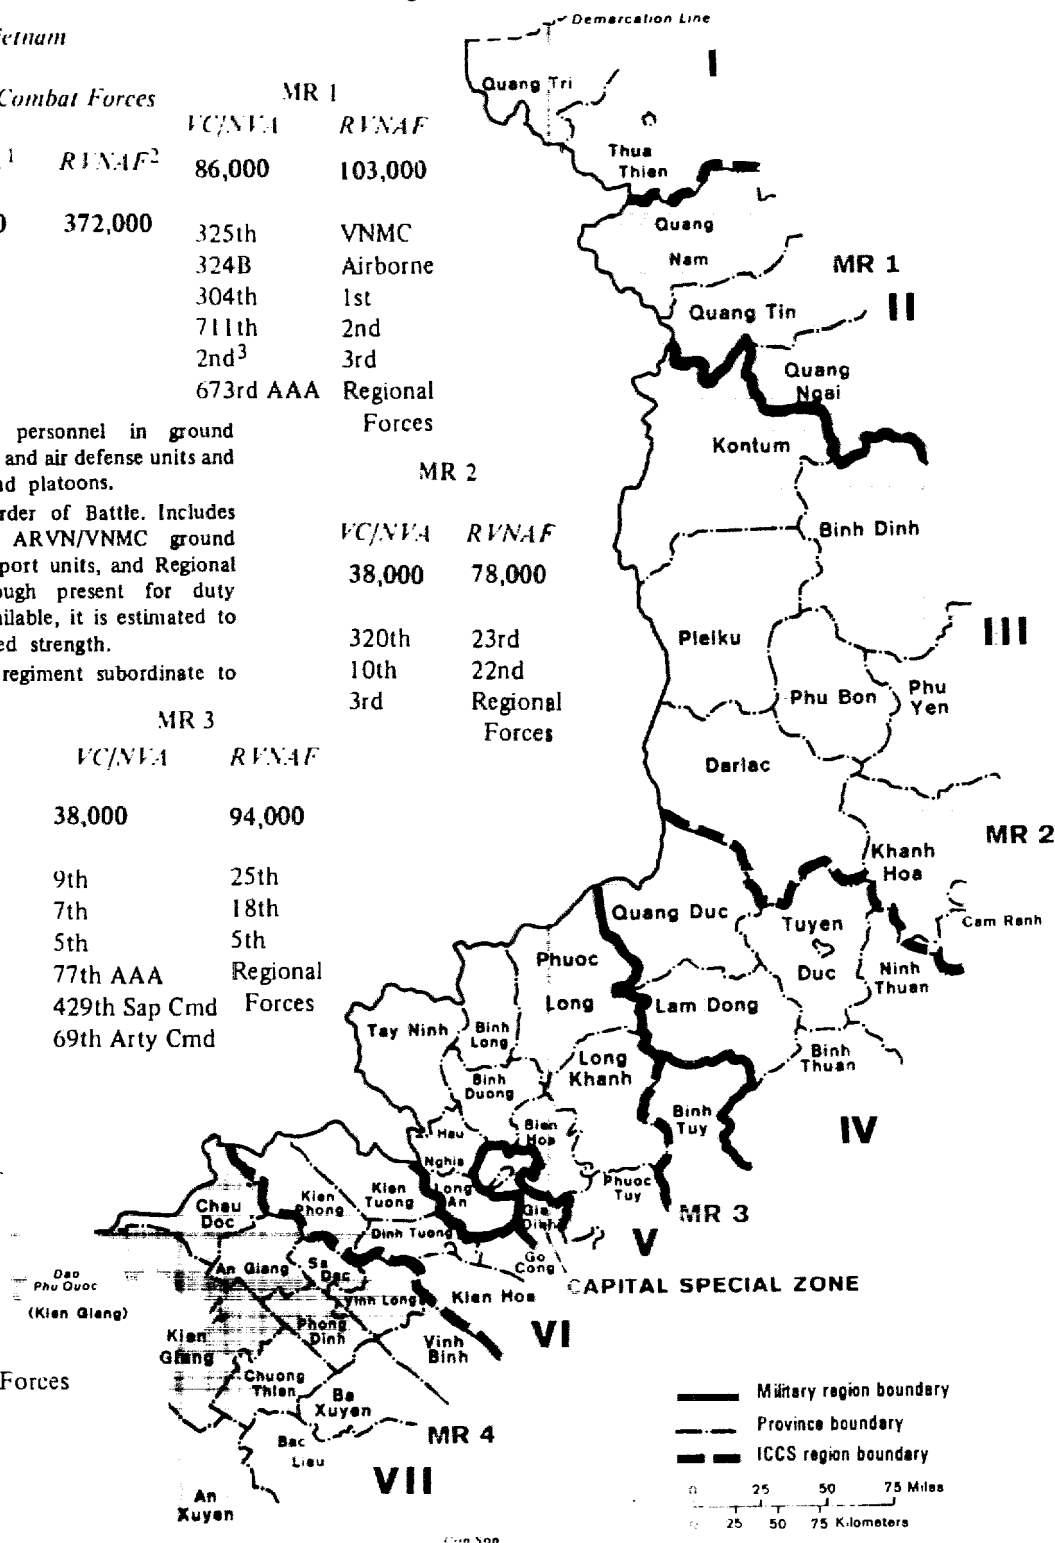 Demarcation Line
ietnam
Combat Forces
1 RVNAF2
0 372,000
MR 1
VC/NVA RVNAF
86,000 103,000
325th VNMC
324B Airborne
304th 1st
711th 2nd
2nd3 3rd
673rd AAA Regional
Forces
personnel in ground
and air defense units and
nd platoons.
rder of Battle. Includes
ARVN/VNMC ground
port units, and Regional
ough present for duty
ailable, it is estimated to
ed strength.
regiment subordinate to
MR 2
VC/NVA RVNAF
38,000 78,000
320th 23rd
10th 22nd
3rd Regional
Forces
MR 3
VC/NVA RVNAF
38,000 94,000
9th 25th
7th 18th
5th 5th
77th AAA Regional
429th Sap Cmd Forces
69th Arty Cmd
Forces
I
Quang Tri
Thua
Thien
Quang
Nam
MR 1
Quang Tin
II
Quang
Ngai
Kontum
Binh Dinh
Pleiku
III
Phu Bon
Phu
Yen
Darlac
MR 2
Khanh
Hoa
Quang Duc
Tuyen
Duc
Cam Ranh
Ninh
Thuan
Phuoc
Long
Lam Dong
Tay Ninh
Binh
Long
Long
Khanh
Binh
Thuan
Binh
Duong
Binh
Tuy
IV
Bien
Hoa
Hau
Nghia
Phuoc
Tuy
Long
An
Kien
Tuong
Kien
Phong
Chau
Doc
Gia
Dinh
MR 3
V
Dinh Tuong
Go
Cong
CAPITAL SPECIAL ZONE
An Giang
Sa
Dec
Vinh Long
Kien Hoa
Dao
Phu Quoc
(Kien Giang)
Kien
Giang
Phong
Dinh
Vinh
Binh
VI
Chuong
Thien
Ba
Xuyen
MR 4
Bac
Lieu
VII
An
Xuyen
Con Son
Military region boundary
Province boundary
ICCS region boundary
0 25 50 75 Miles
25 50 75 Kilometers